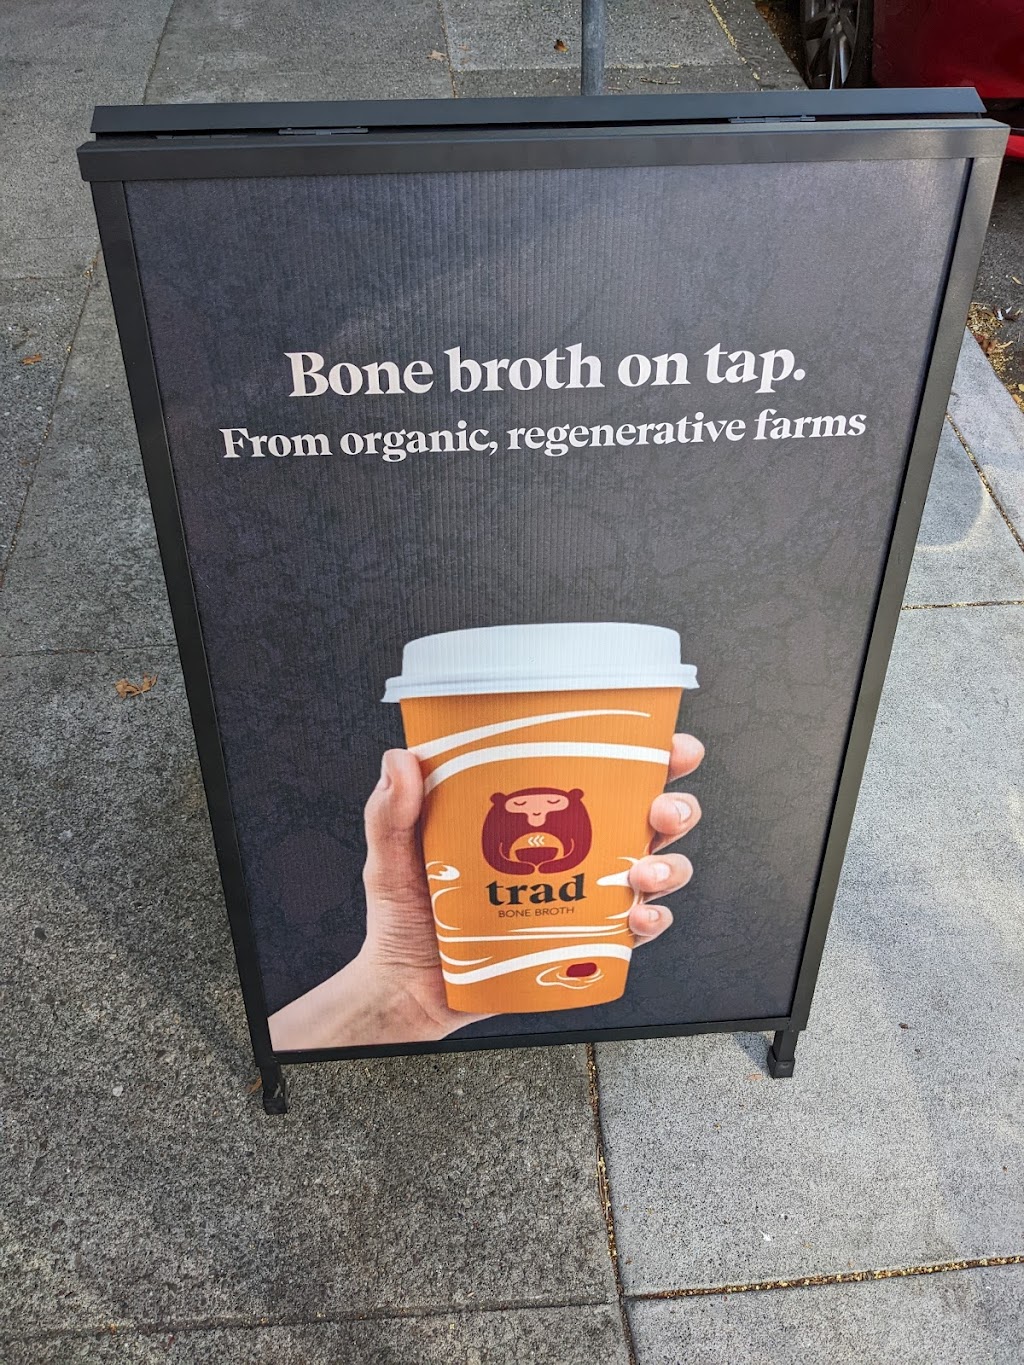 Bone broth on tap.
From organic, regenerative farms
trad
BONE BROTH